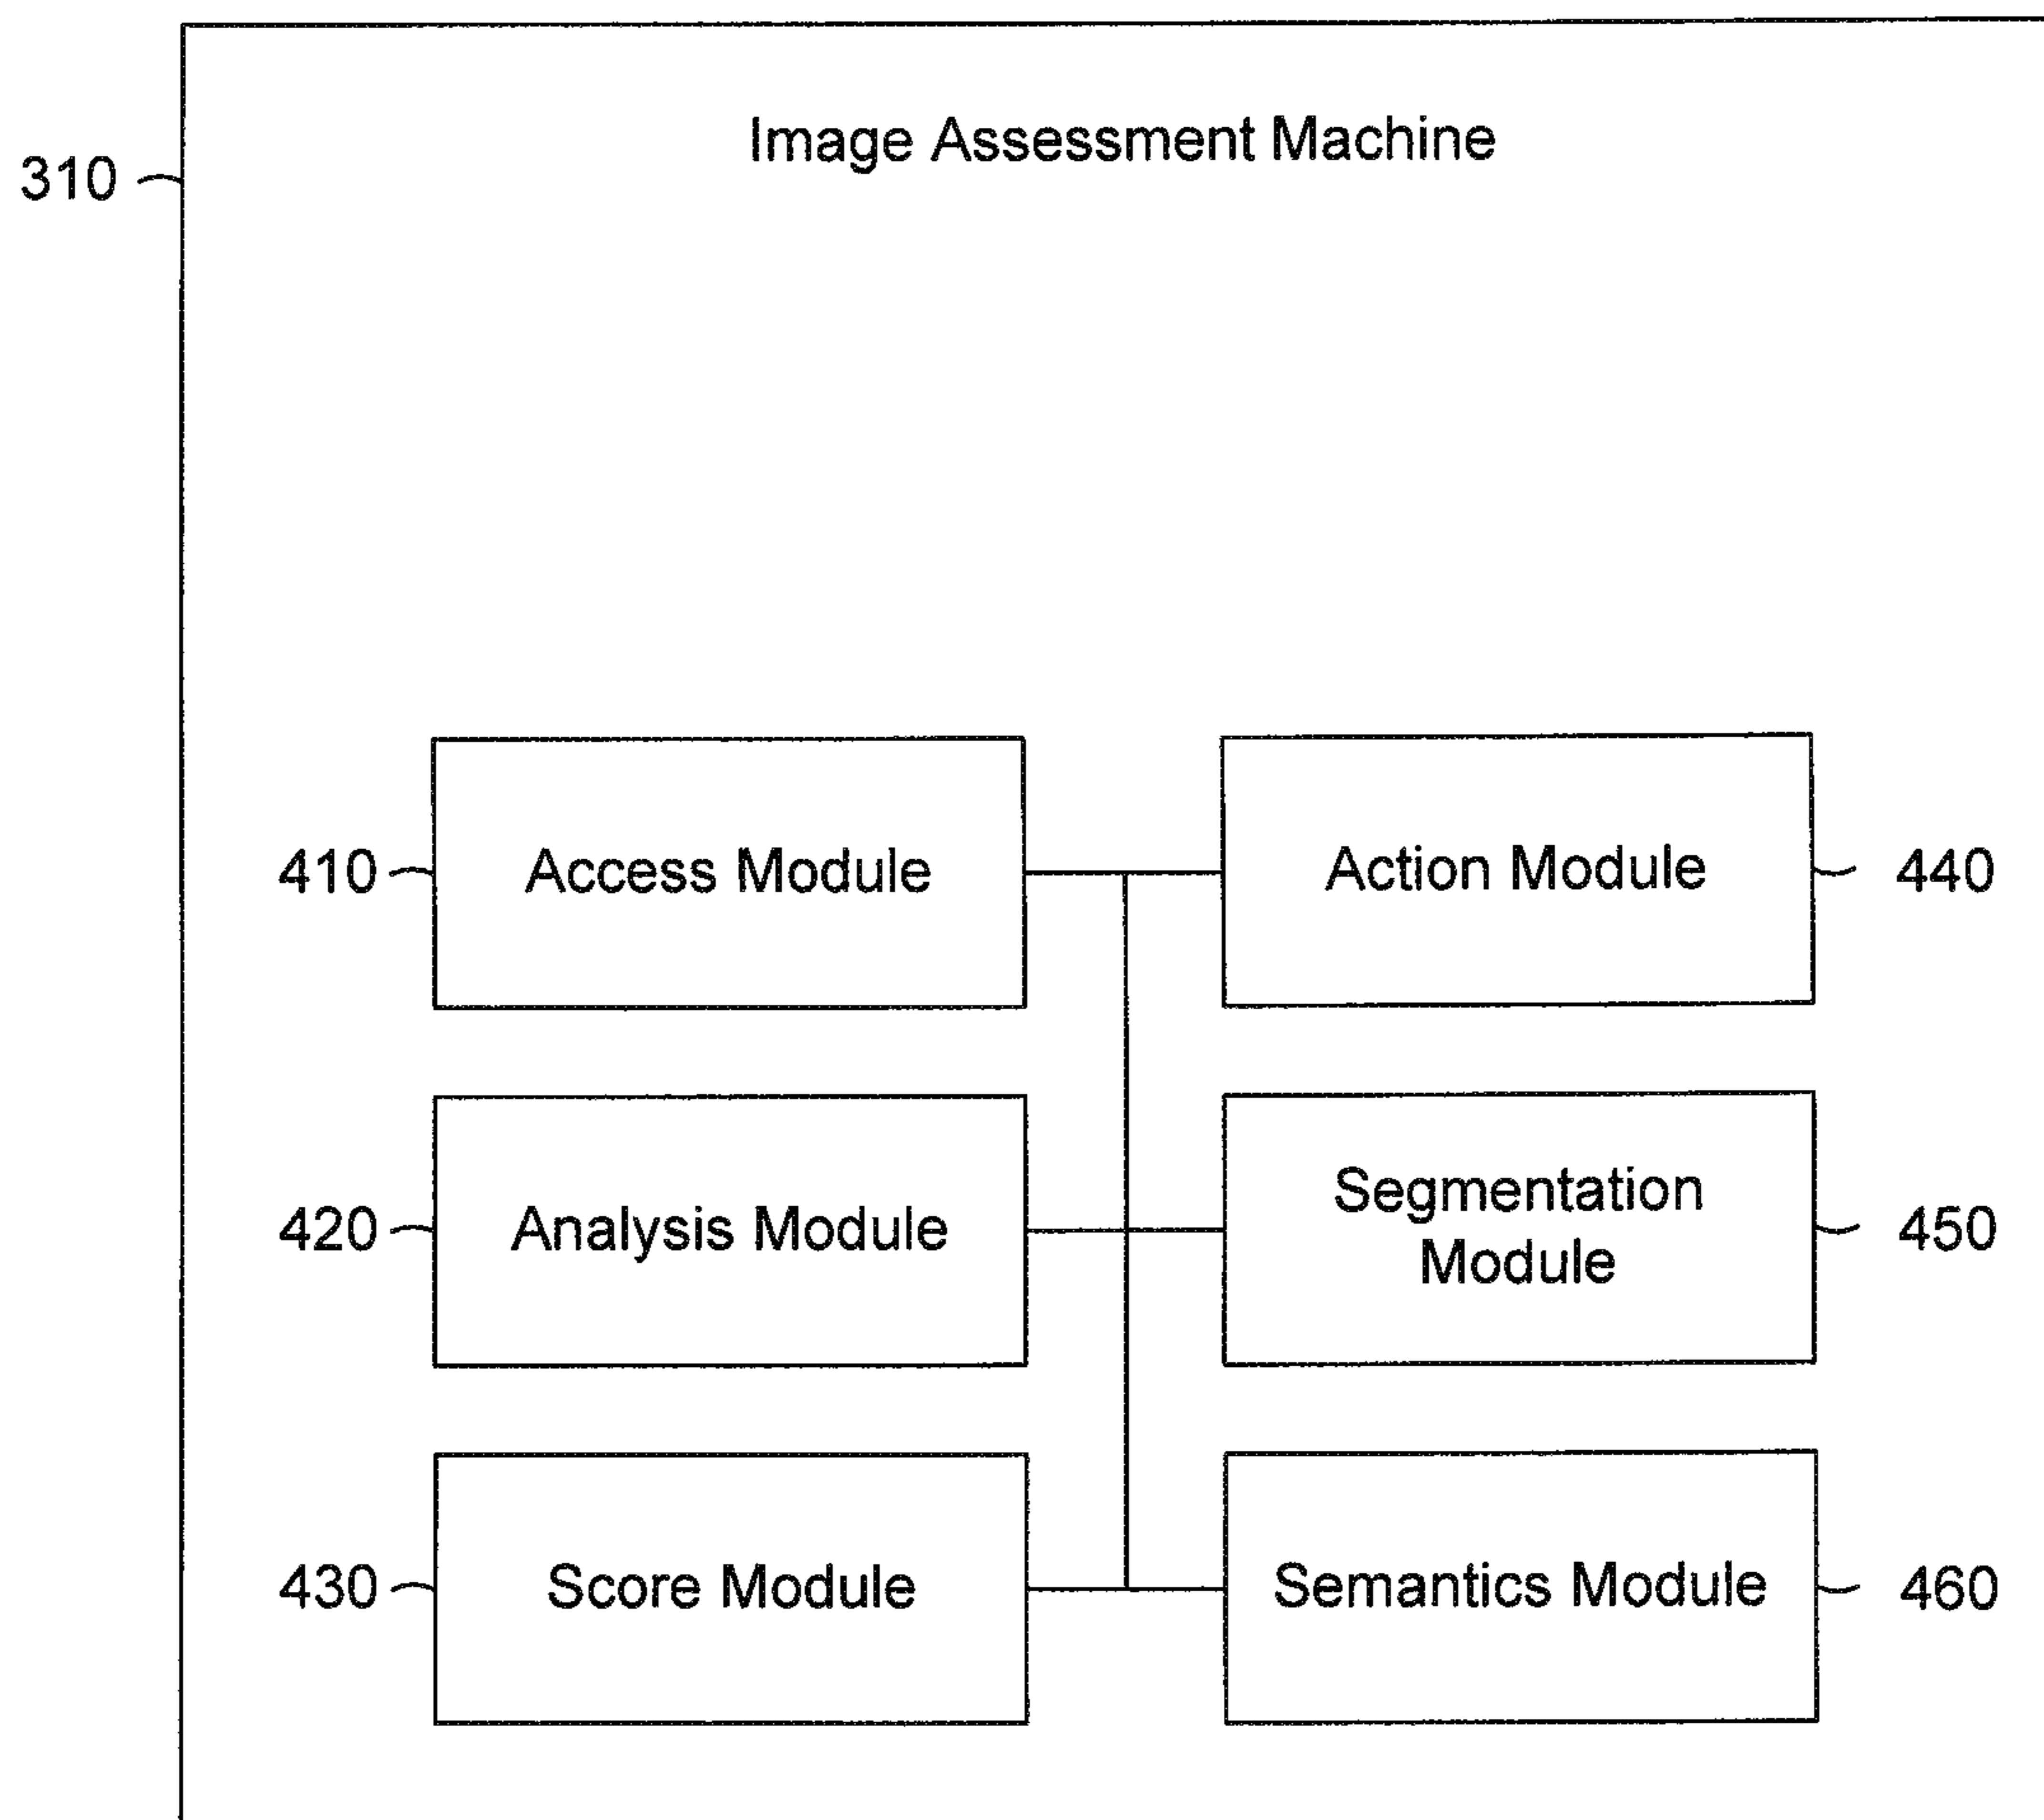 Image Assessment Machine
310
410
Access Module
Action Module
440
420
Analysis Module
Segmentation
Module
450
430
Score Module
Semantics Module
460